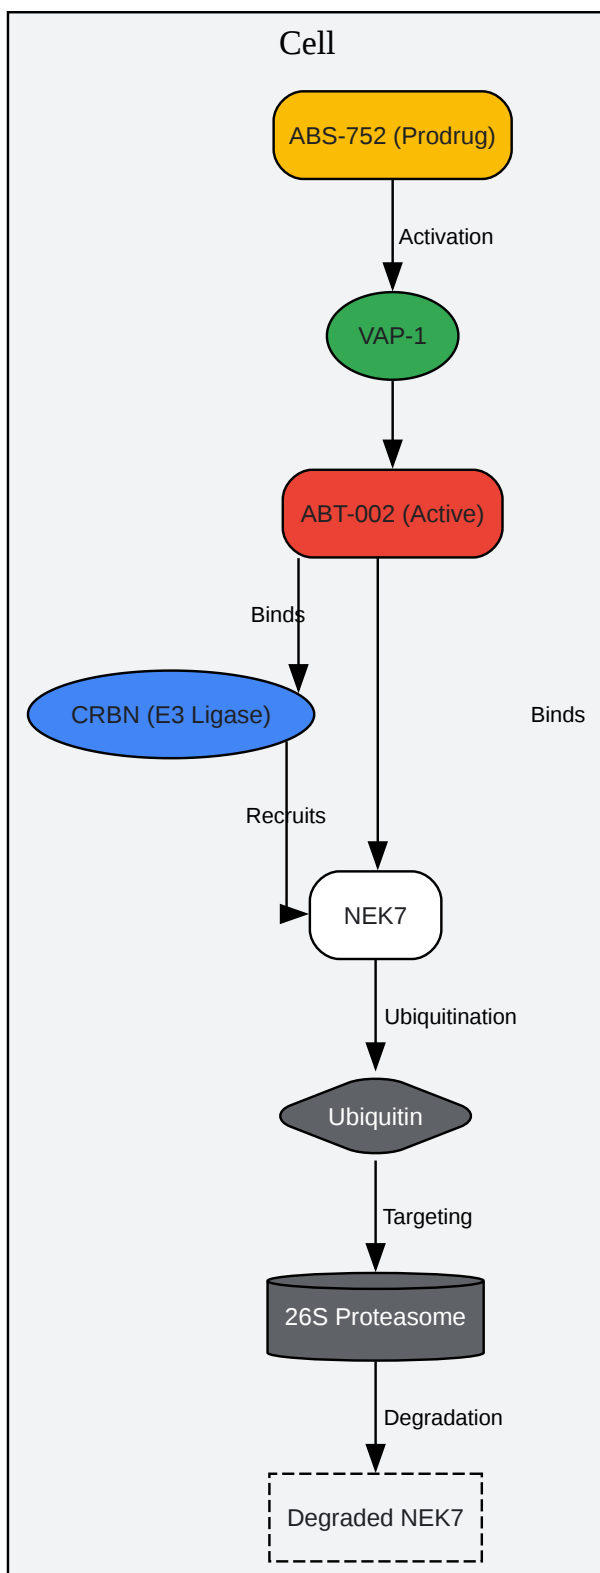 Cell
ABS-752 (Prodrug)
Activation
VAP-1
ABT-002 (Active)
Binds
CRBN (E3 Ligase)
Binds
Recruits
NEK7
Ubiquitination
Ubiquitin
Targeting
26S Proteasome
Degradation
Degraded NEK7